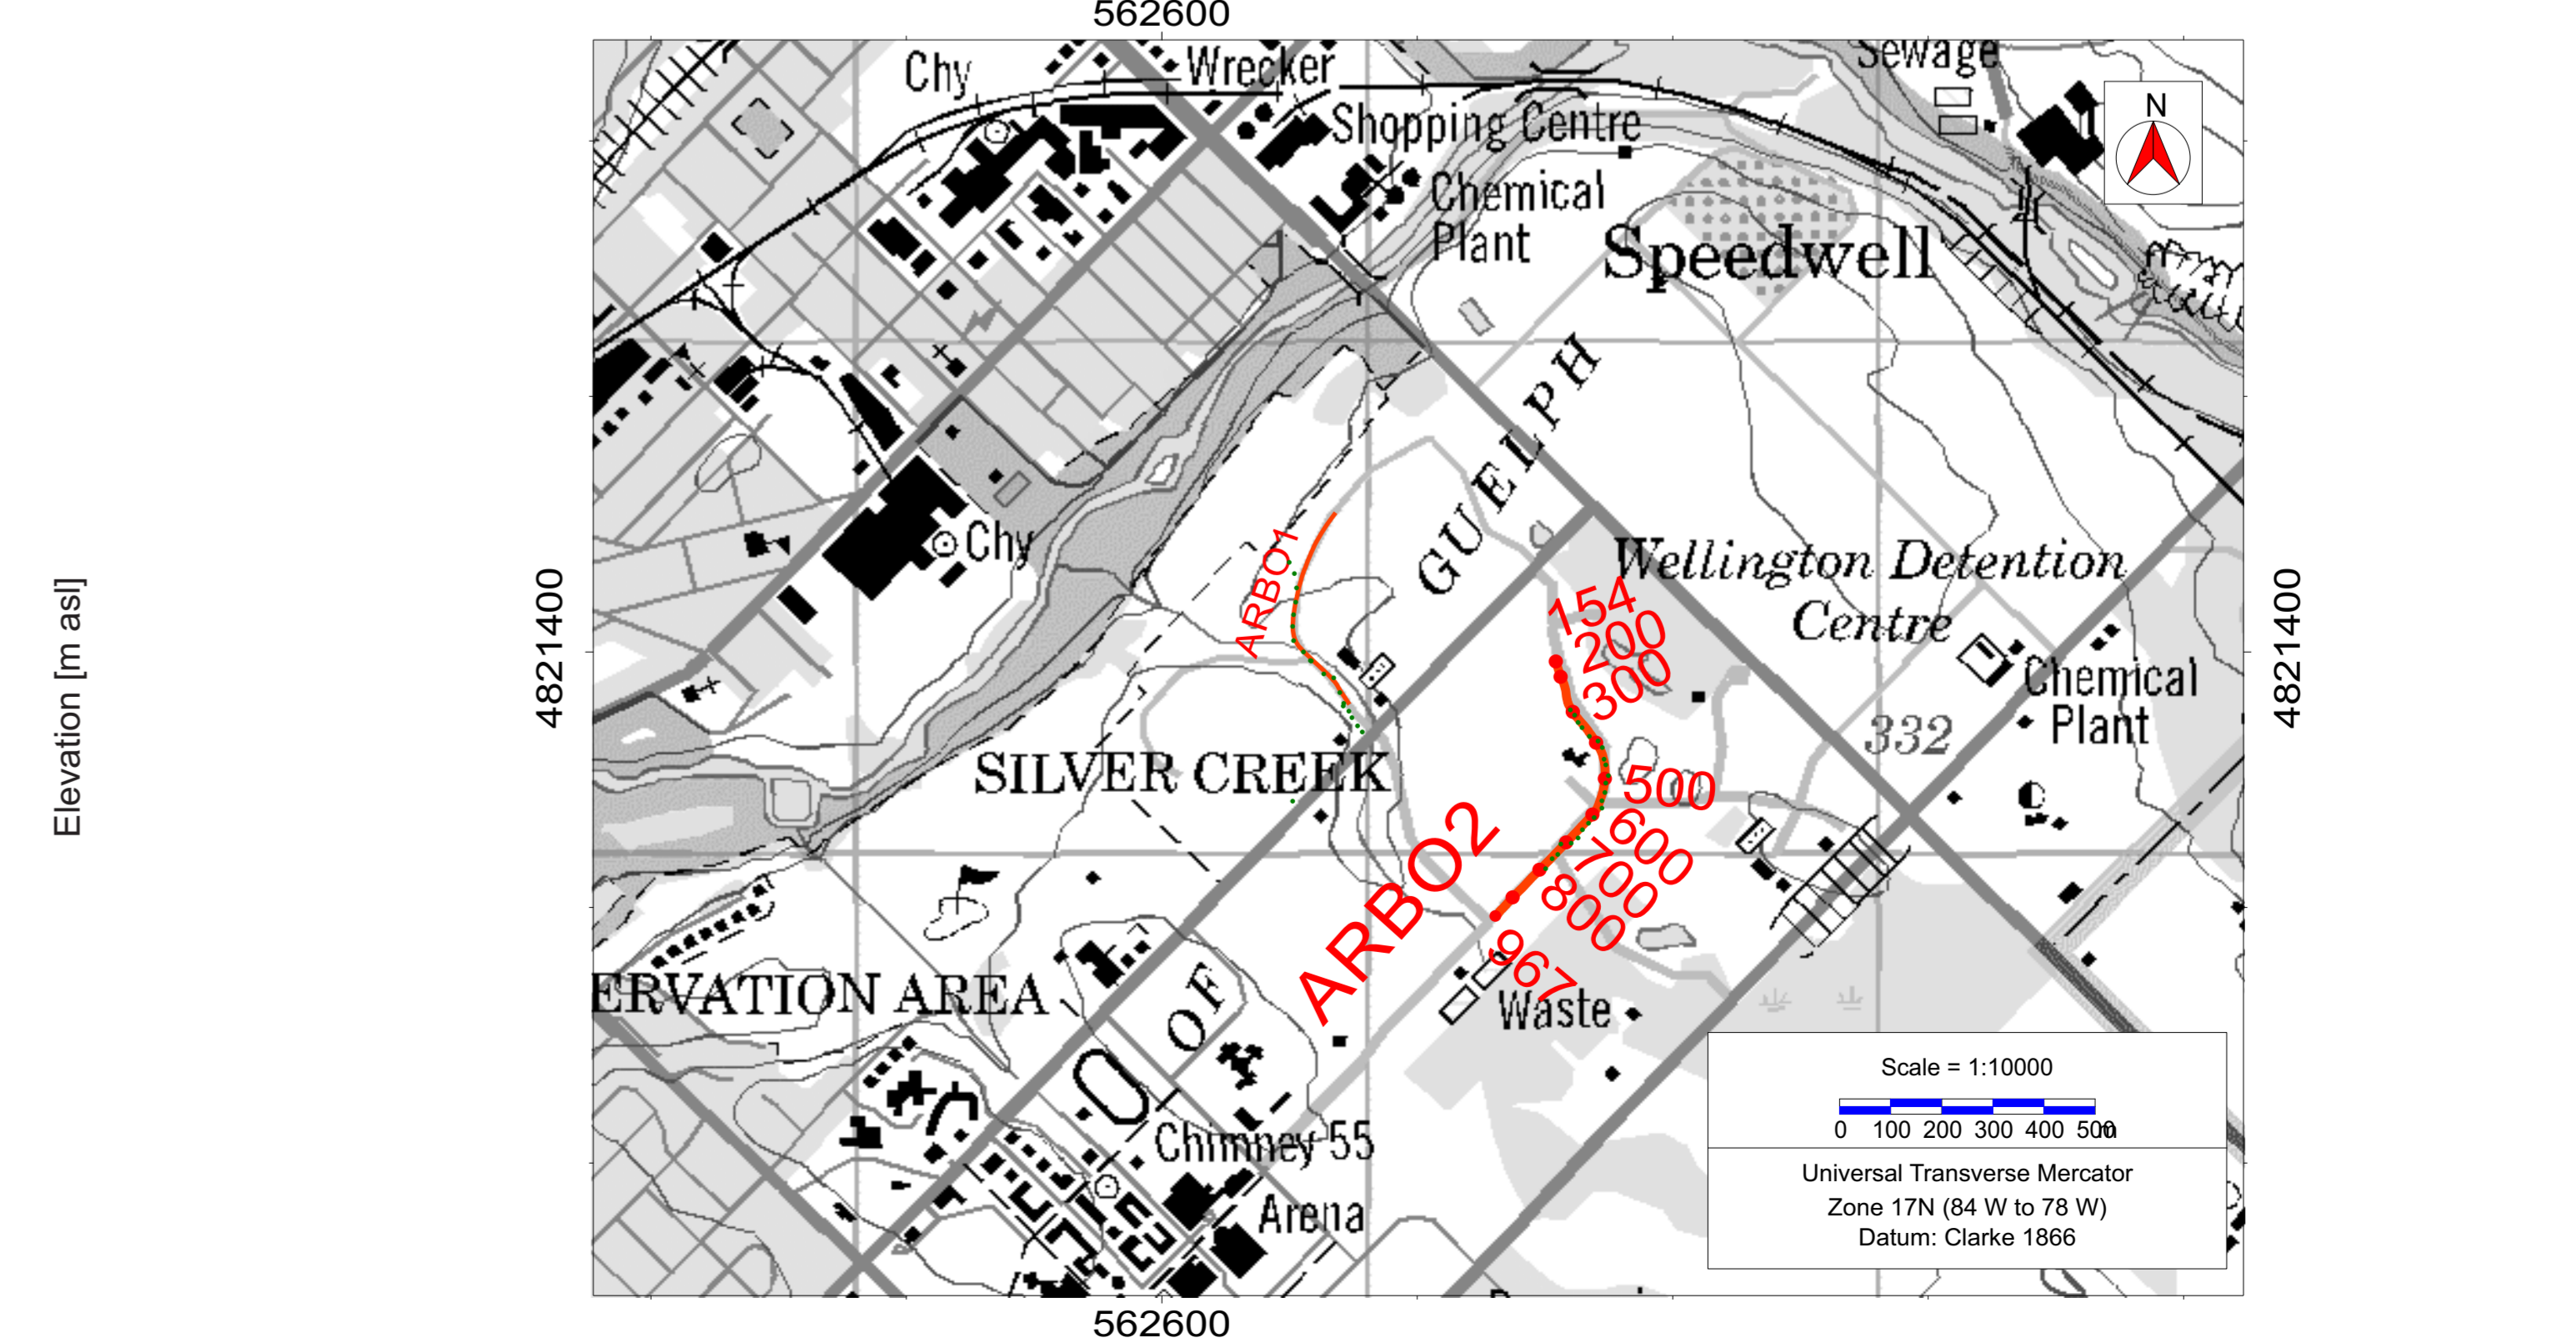 562600
Chy
Wrecker
Sewage
N
Shopping Centre
Chemical
Plant
Speedwell
GUELPH
Chy
Wellington Detention
Centre
ARBO1
154
200
300
Elevation [m asl]
4821400
4821400
Chemical
Plant
332
SILVER CREEK
500
600
700
800
967
ARBO2
ERVATION AREA
OF
Waste
Chimney 55
Arena
Scale = 1:10000
0 100 200 300 400 500
m
Universal Transverse Mercator
Zone 17N (84 W to 78 W)
Datum: Clarke 1866
562600